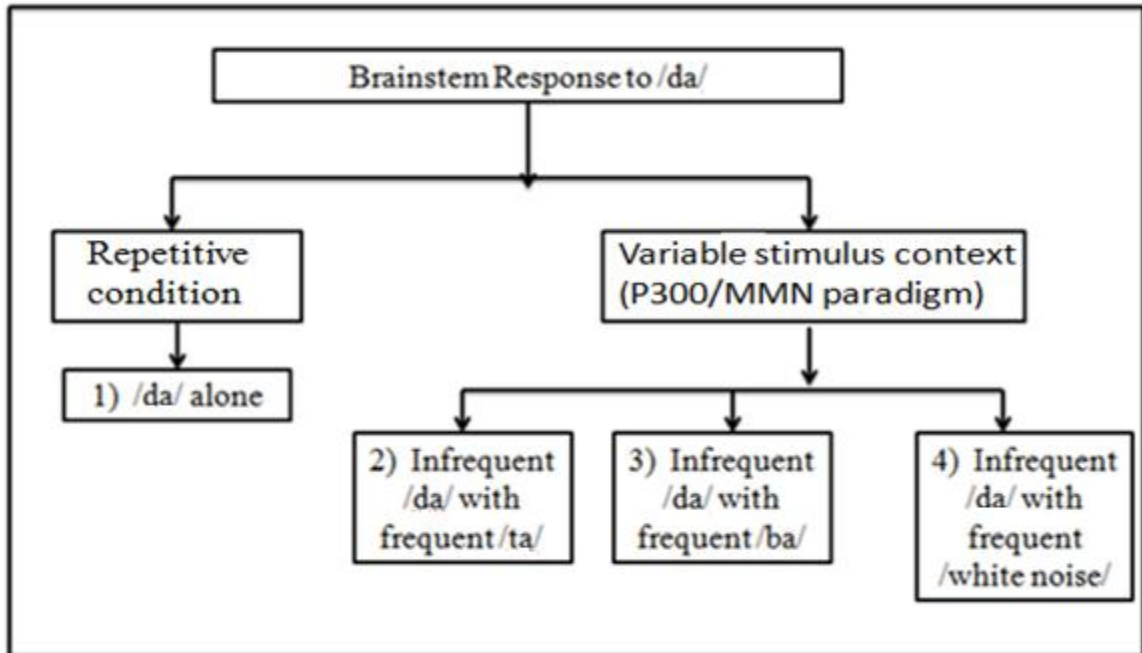 Brainstem Response to /da/
Repetitive
condition
Variable stimulus context
(P300/MMN paradigm)
1) /da/ alone
2) Infrequent
/da/ with
frequent /ta/
3) Infrequent
/da/ with
frequent /ba/
4) Infrequent
/da/ with
frequent
/white noise/